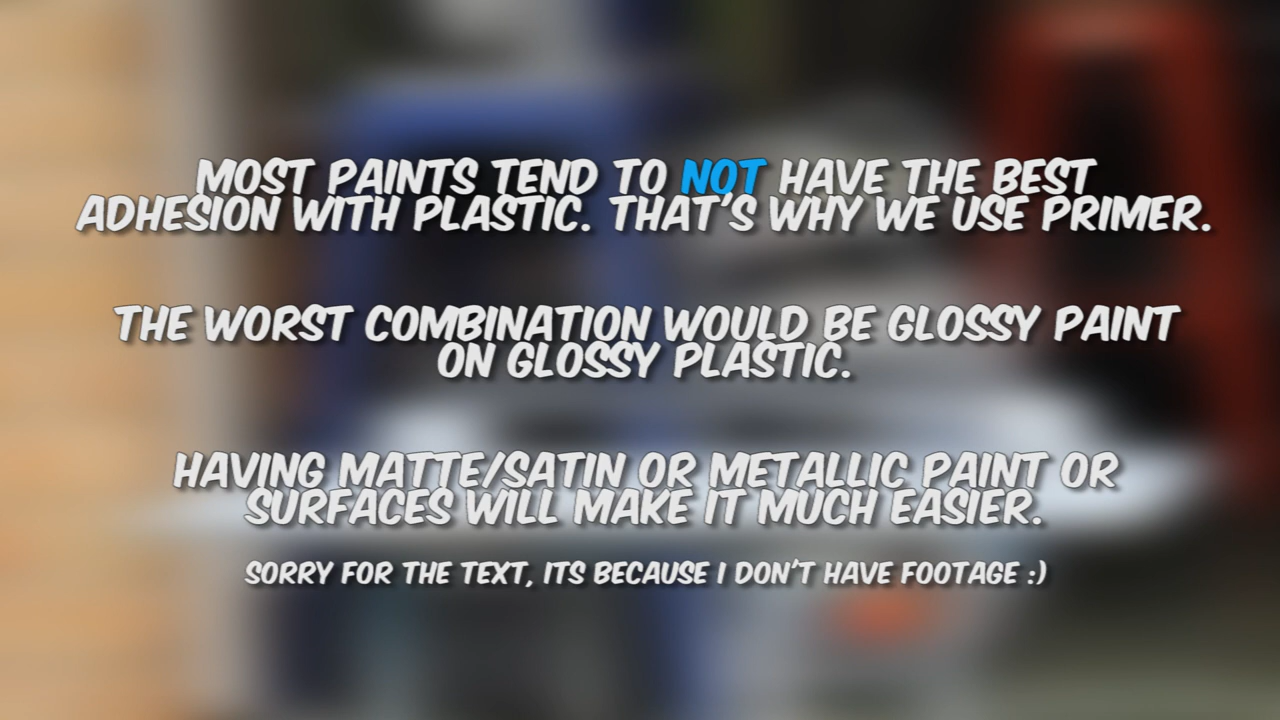 MOST PAINTS TEND TO NOT HAVE THE BEST
ADHESION WITH PLASTIC. THAT'S WHY WE USE PRIMER.
THE WORST COMBINATION WOULD BE GLOSSY PAINT
ON GLOSSY PLASTIC.
HAVING MATTE/SATIN OR METALLIC PAINT OR
SURFACES WILL MAKE IT MUCH EASIER.
SORRY FOR THE TEXT, ITS BECAUSE I DON'T HAVE FOOTAGE :)